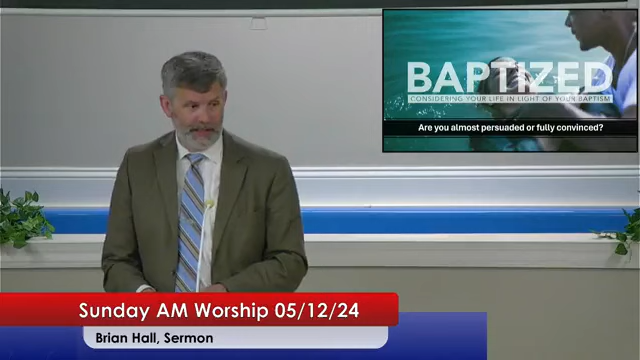 BAPTIZED
CONSIDERING YOUR LIFE IN LIGHT OF YOUR BAPTISM
Are you almost persuaded or fully convinced?
Sunday AM Worship 05/12/24
Brian Hall, Sermon